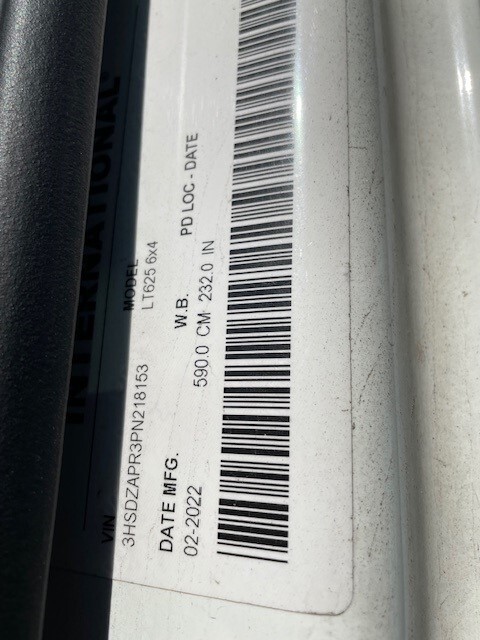 INTERNATIONAL
VIN
MODEL
3HSDZAPR3PN218153
LT625 6x4
DATE MFG.
W.B.
PD LOC - DATE
02-2022
590.0 CM 232.0 IN